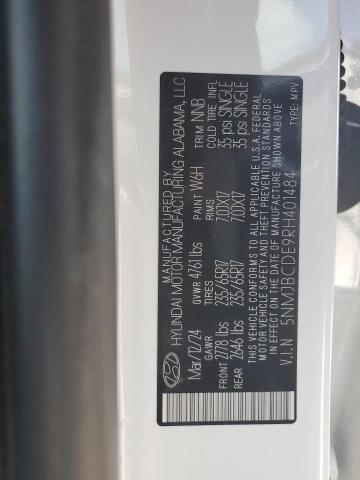 MANUFACTURED BY
HYUNDAI MOTOR MANUFACTURING ALABAMA, LLC
Mar/12/24 GVWR 4761 lbs PAINT W6H TRIM NNB
GAWR TIRES RIMS COLD TIRE INFL
FRONT 2778 lbs 235/65R17 7.0JX17 35 psi SINGLE
REAR 2646 lbs 235/65R17 7.0JX17 35 psi SINGLE
THIS VEHICLE CONFORMS TO ALL APPLICABLE U.S.A. FEDERAL
MOTOR VEHICLE SAFETY AND THEFT PREVENTION STANDARDS
IN EFFECT ON THE DATE OF MANUFACTURE SHOWN ABOVE.
V.I.N 5NMJBCDE9RH401484 TYPE: MPV